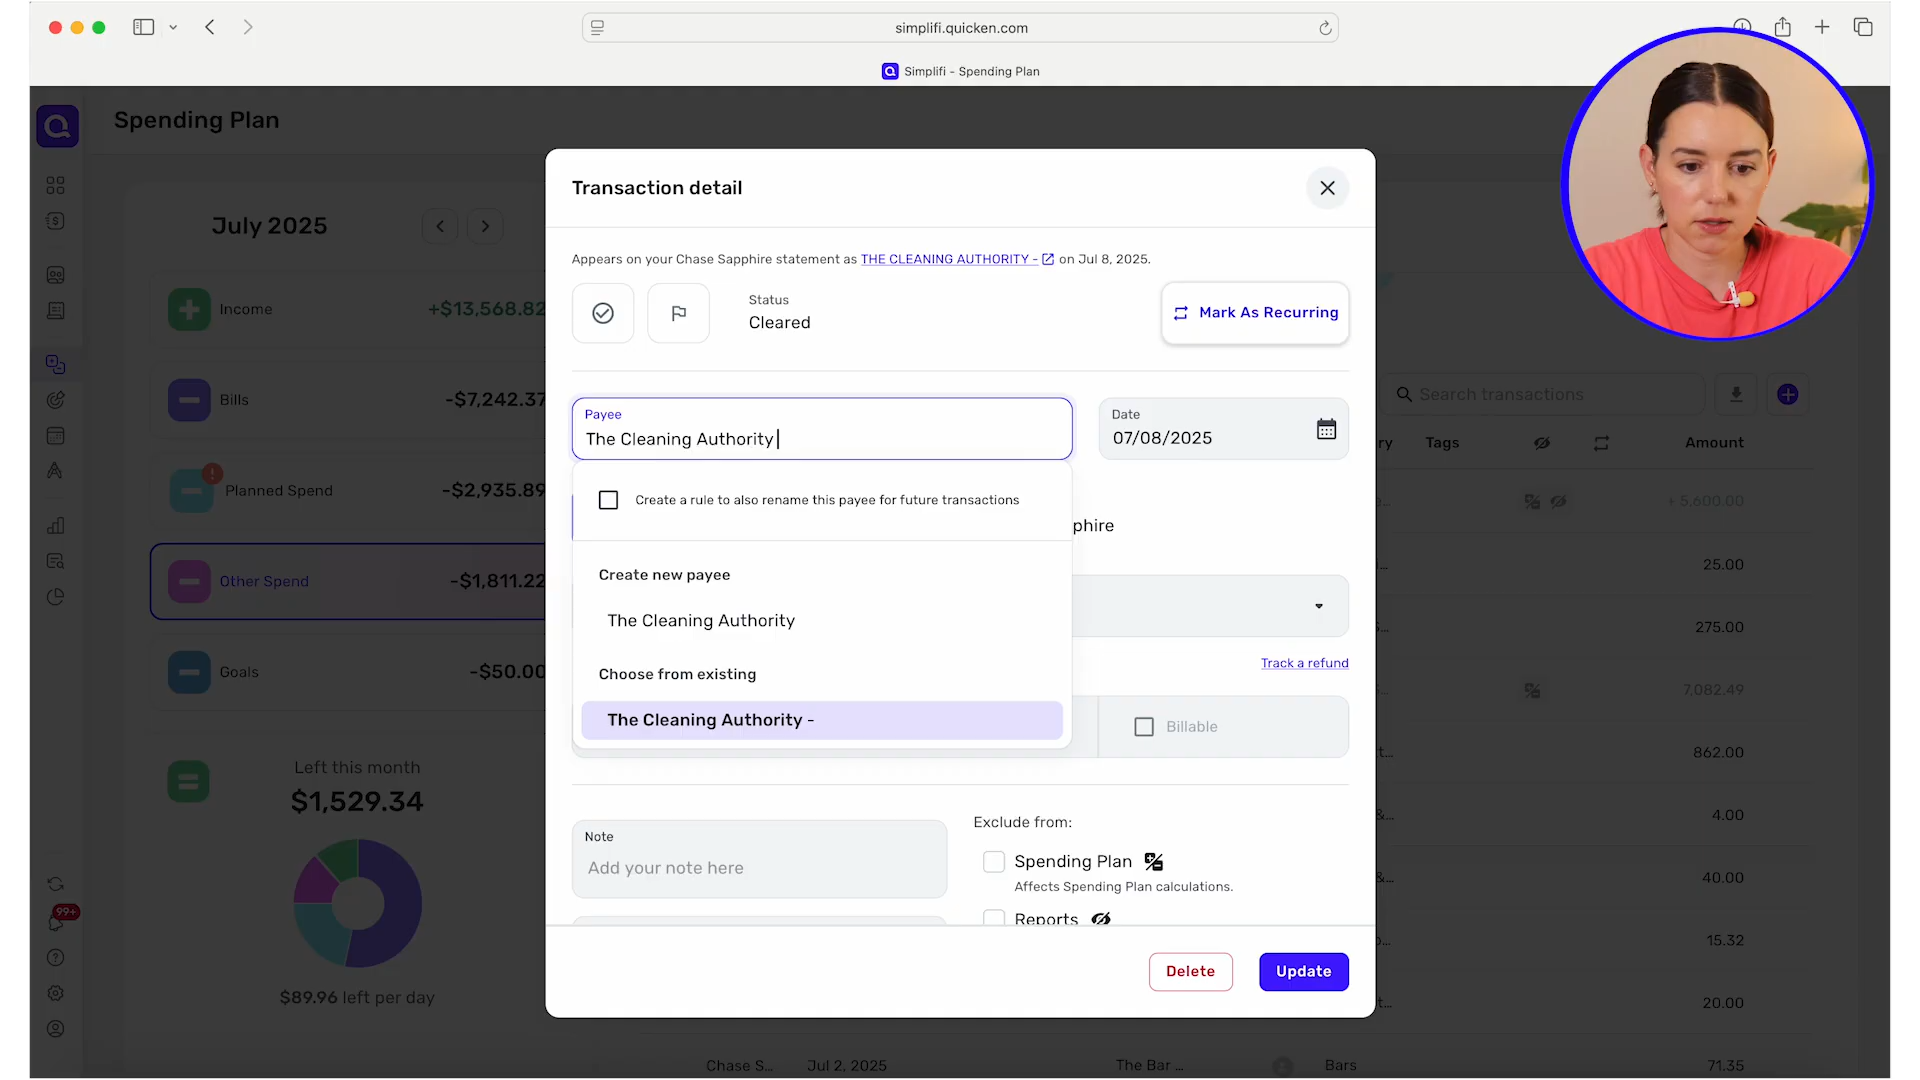 simplifi.quicken.com
Simplifi - Spending Plan
Spending Plan
July 2025
Income +$13,568.82
Bills -$7,242.37
Planned Spend -$2,935.89
Other Spend -$1,811.22
Goals -$50.00
Left this month
$1,529.34
$89.96 left per day
99+
Transaction detail
Appears on your Chase Sapphire statement as THE CLEANING AUTHORITY - on Jul 8, 2025.
Status
Cleared
Mark As Recurring
Payee
The Cleaning Authority
Date
07/08/2025
Create a rule to also rename this payee for future transactions
phire
Create new payee
The Cleaning Authority
Choose from existing
The Cleaning Authority -
Track a refund
Billable
Note
Add your note here
Exclude from:
Spending Plan
Affects Spending Plan calculations.
Reports
Delete
Update
Search transactions
ry Tags Amount
+ 5,600.00
25.00
275.00
7,082.49
862.00
4.00
40.00
15.32
20.00
Chase S... Jul 2, 2025 The Bar ... Bars 71.35